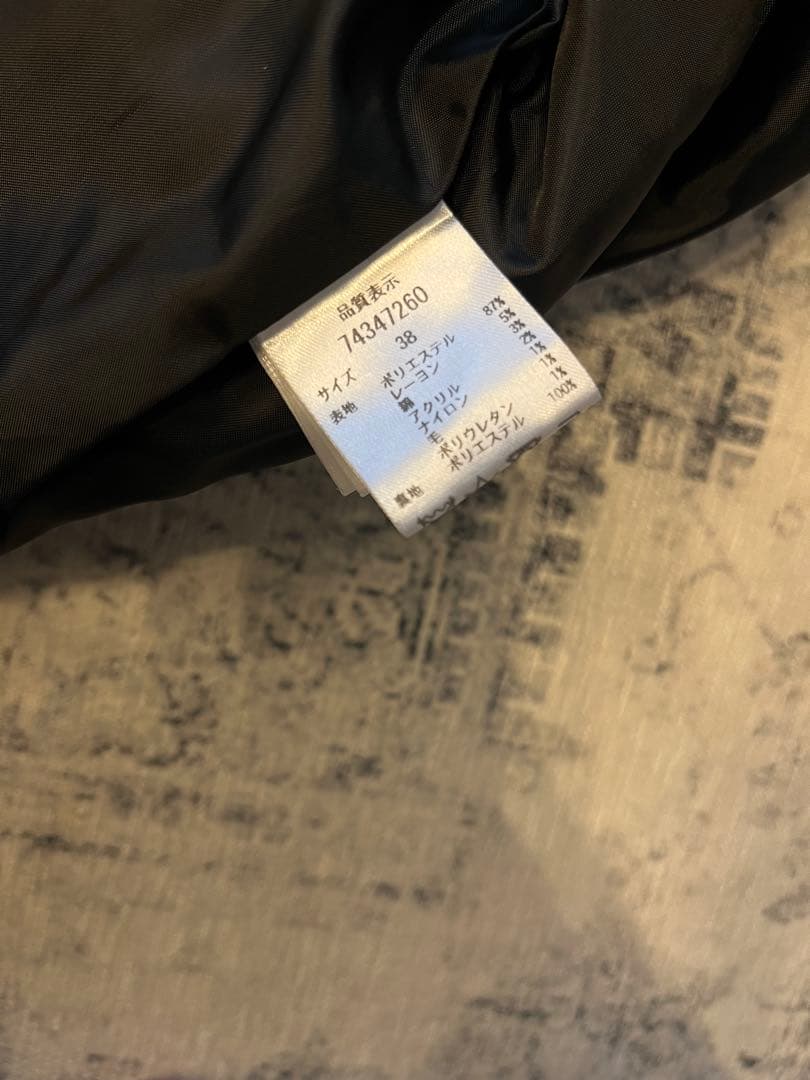 品質表示
74347260
サイズ 38
表地 ポリエステル 87%
レーヨン 5%
綿 3%
アクリル 2%
ナイロン 1%
毛 1%
ポリウレタン 1%
裏地 ポリエステル 100%